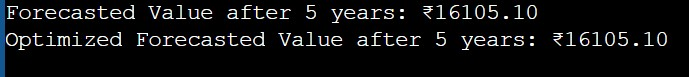 Forecasted Value after 5 years: ₹16105.10
Optimized Forecasted Value after 5 years: ₹16105.10